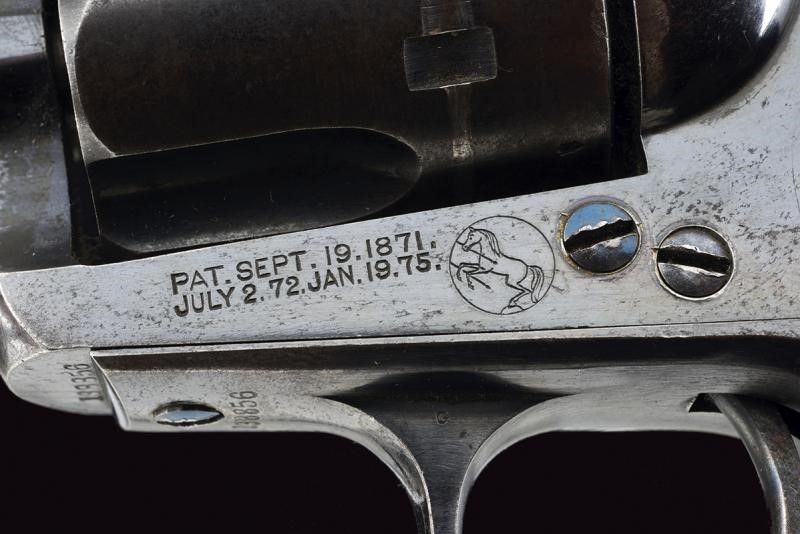 PAT. SEPT. 19. 1871.
JULY 2. 72. JAN. 19. 75.